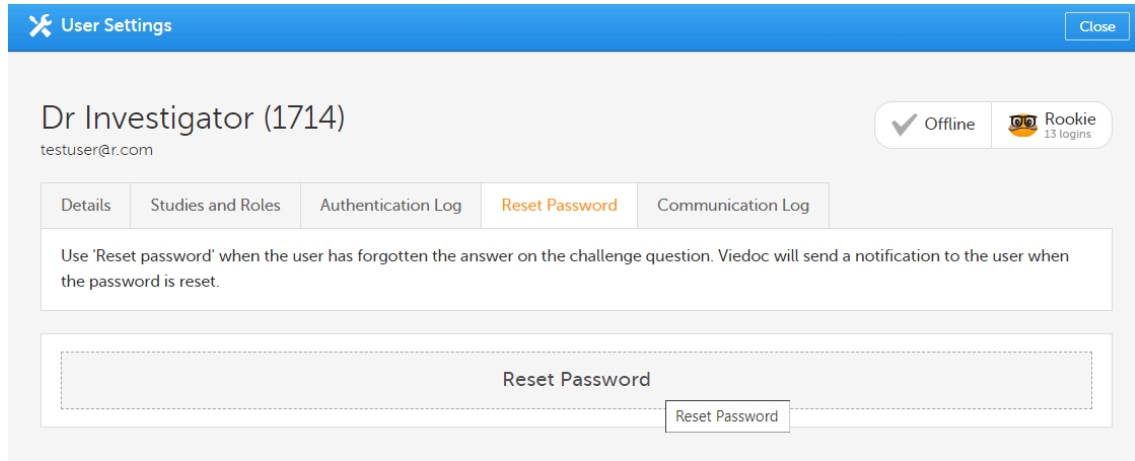 User Settings
Close
Dr Investigator (1714)
testuser@r.com
Offline
Rookie
13 logins
Details
Studies and Roles
Authentication Log
Reset Password
Communication Log
Use 'Reset password' when the user has forgotten the answer on the challenge question. Viedoc will send a notification to the user when
the password is reset.
Reset Password
Reset Password